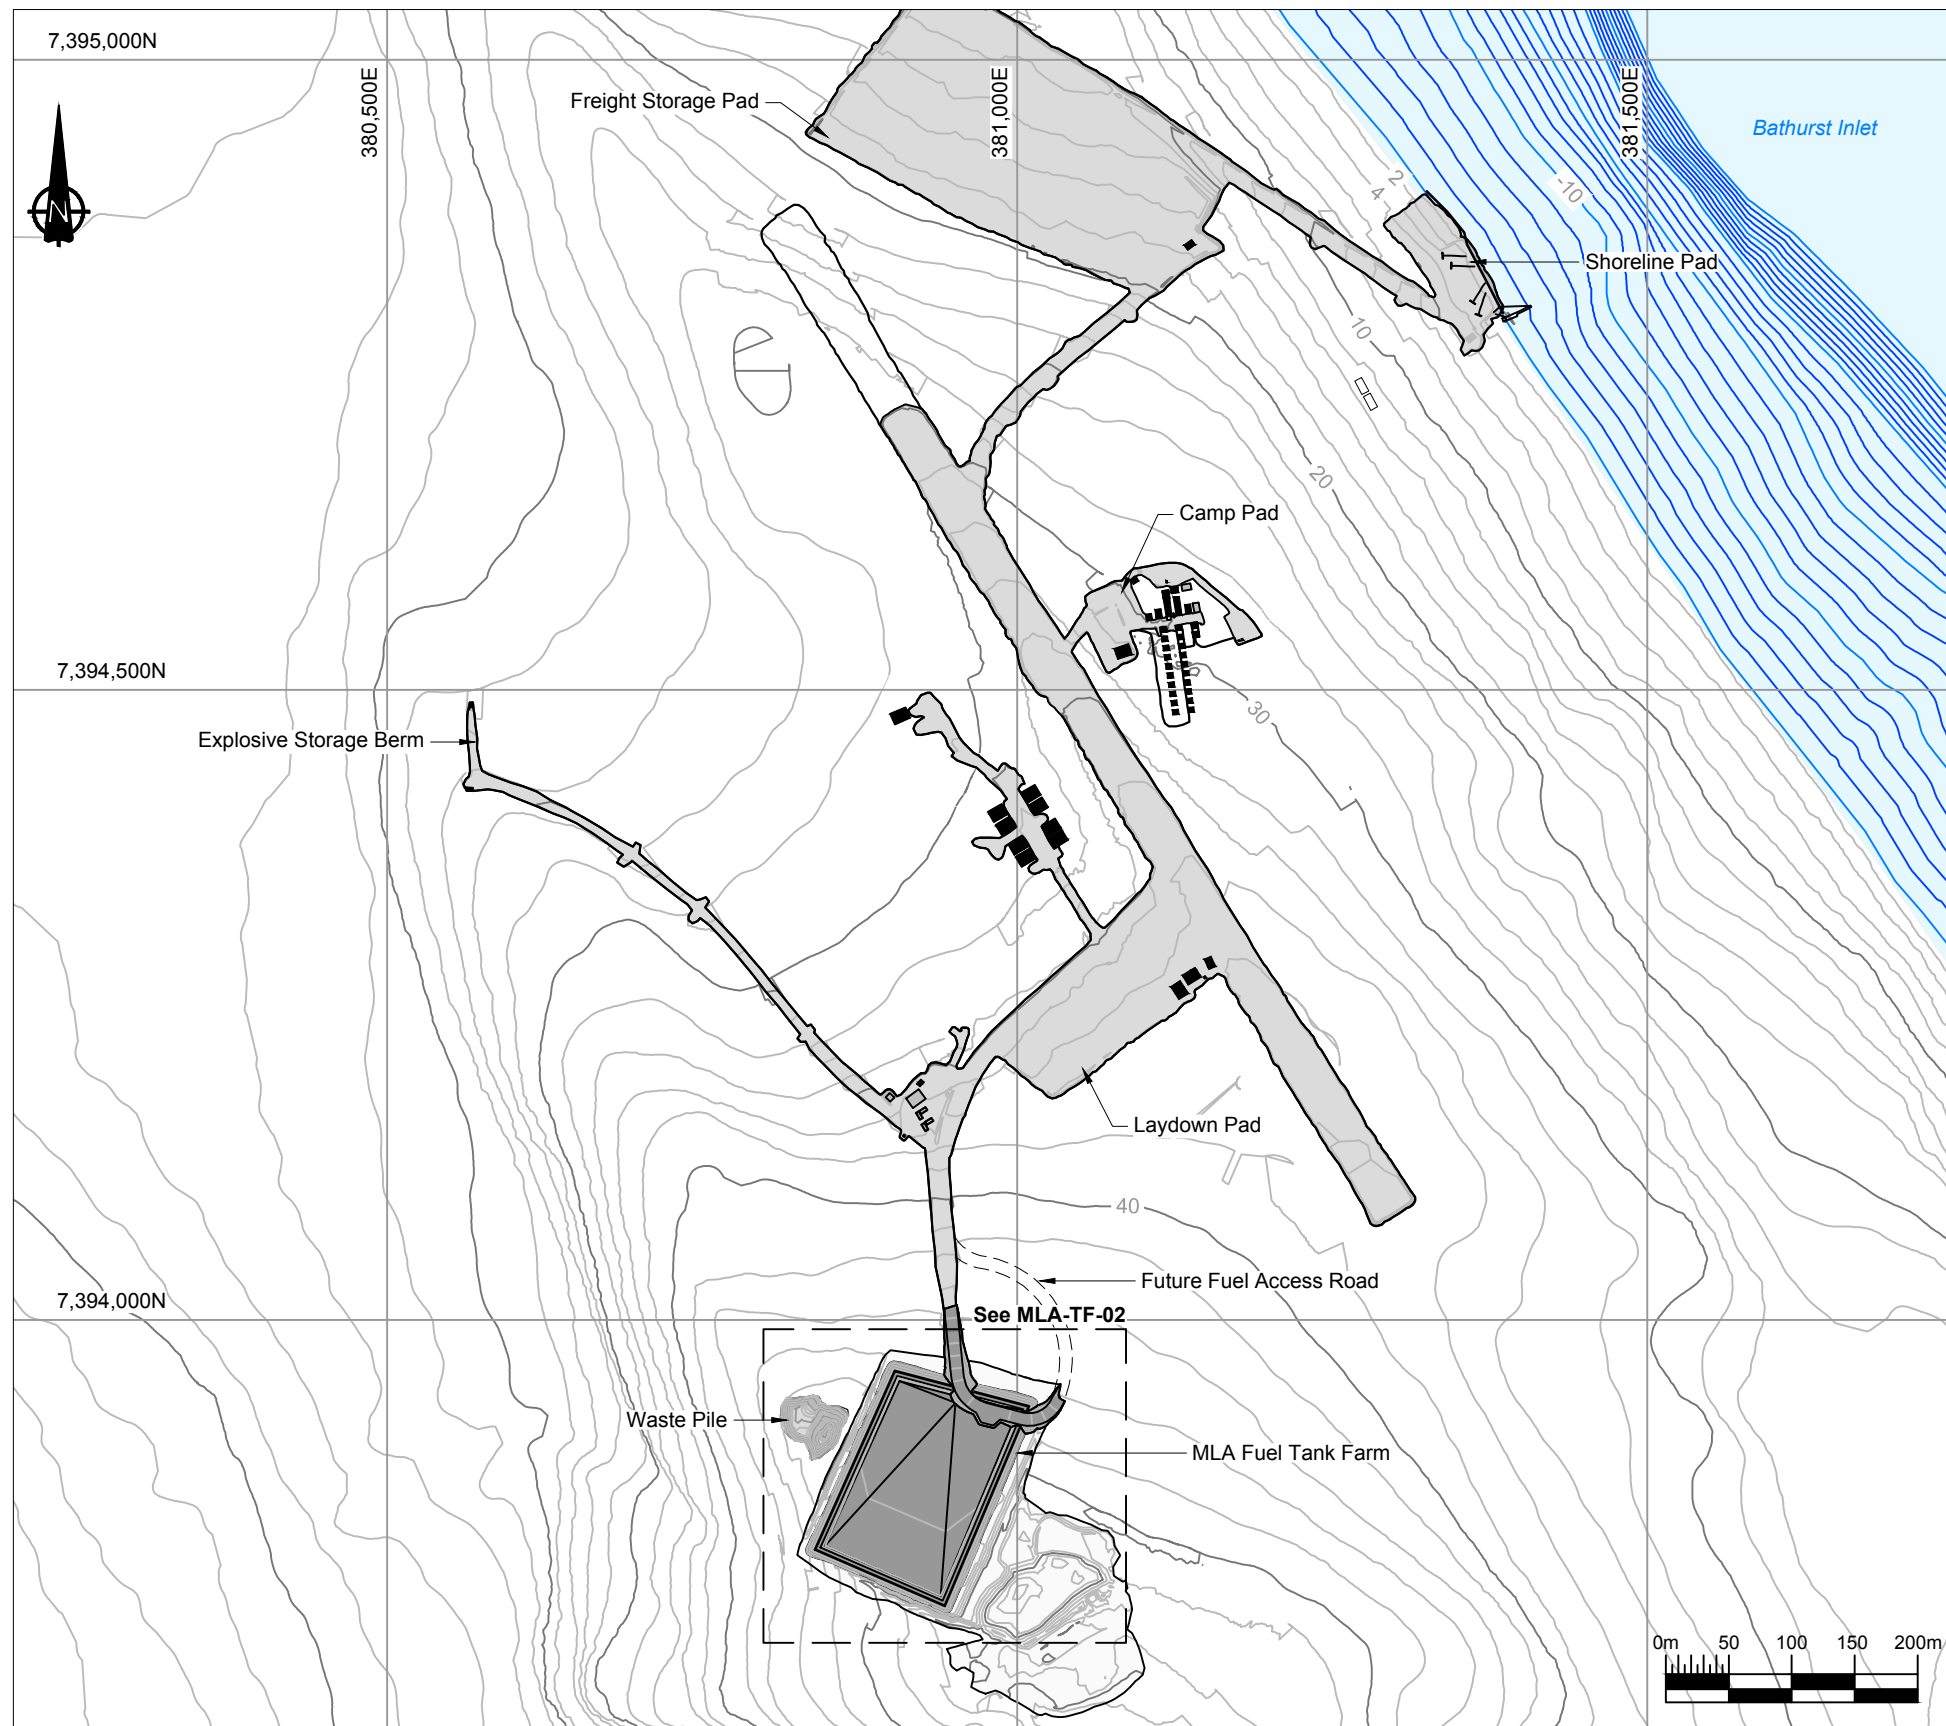 7,395,000N
380,500E
381,000E
381,500E
Freight Storage Pad
Bathurst Inlet
N
2
4
-10
Shoreline Pad
10
20
Camp Pad
7,394,500N
30
Explosive Storage Berm
Laydown Pad
40
Future Fuel Access Road
7,394,000N
See MLA-TF-02
Waste Pile
MLA Fuel Tank Farm
0m 50 100 150 200m